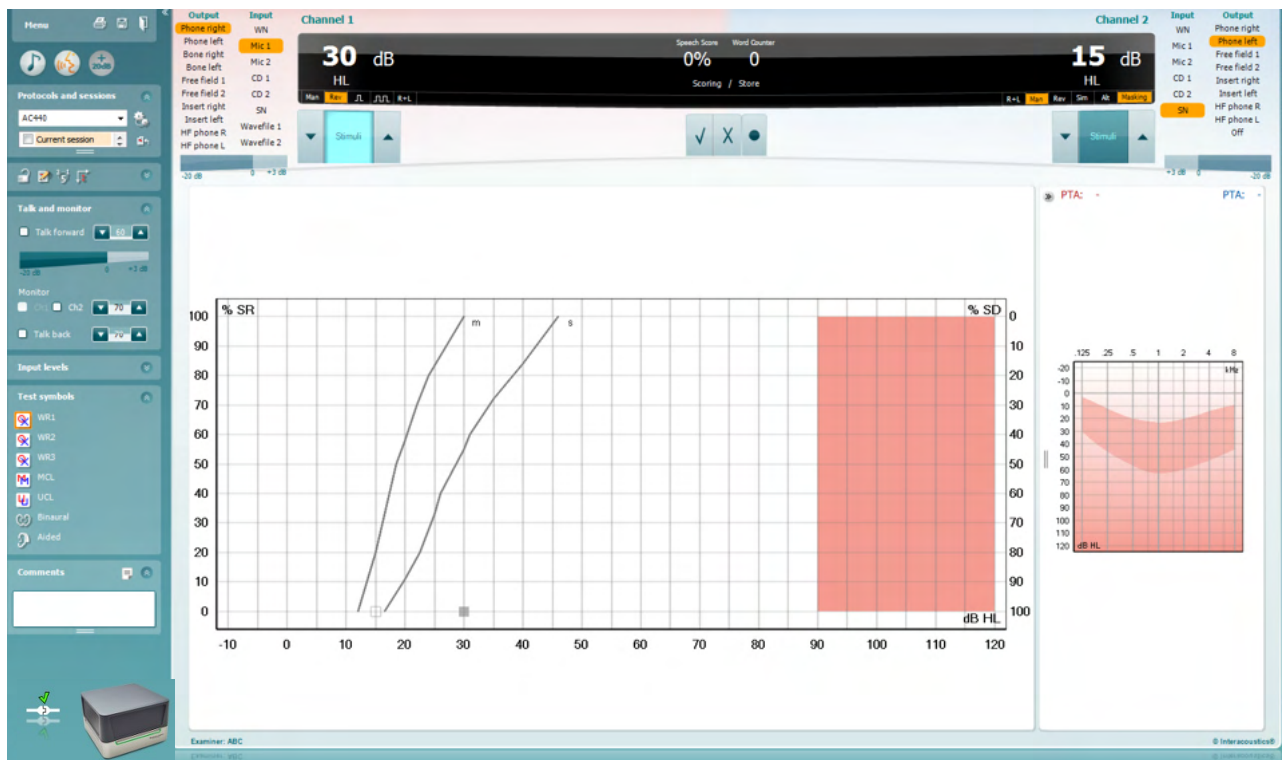 Menu
Protocols and sessions
AC440
Current session
Talk and monitor
Talk forward 60
-20 dB 0 +3 dB
Monitor
Ch1 Ch2 70
Talk back 70
Input levels
Test symbols
WR1
WR2
WR3
MCL
UCL
Binaural
Aided
Comments
Output
Phone right
Phone left
Bone right
Bone left
Free field 1
Free field 2
Insert right
Insert left
HF phone R
HF phone L
-20 dB 0 +3 dB
Input
WN
Mic 1
Mic 2
CD 1
CD 2
SN
Wavefile 1
Wavefile 2
Channel 1
30 dB
HL
Man Rev R+L
Stimuli
Speech Score Word Counter
0% 0
Scoring / Store
Channel 2
15 dB
HL
R+L Man Rev Sim Alt Masking
Stimuli
Input
WN
Mic 1
Mic 2
CD 1
CD 2
SN
Output
Phone right
Phone left
Free field 1
Free field 2
Insert right
Insert left
HF phone R
HF phone L
Off
+3 dB 0 -20 dB
% SR % SD
m s
100 0
90 10
80 20
70 30
60 40
50 50
40 60
30 70
20 80
10 90
0 100
dB HL
-10 0 10 20 30 40 50 60 70 80 90 100 110 120
PTA: - PTA: -
.125 .25 .5 1 2 4 8
kHz
-20
-10
0
10
20
30
40
50
60
70
80
90
100
110
120 dB HL
Examiner: ABC
© Interacoustics®